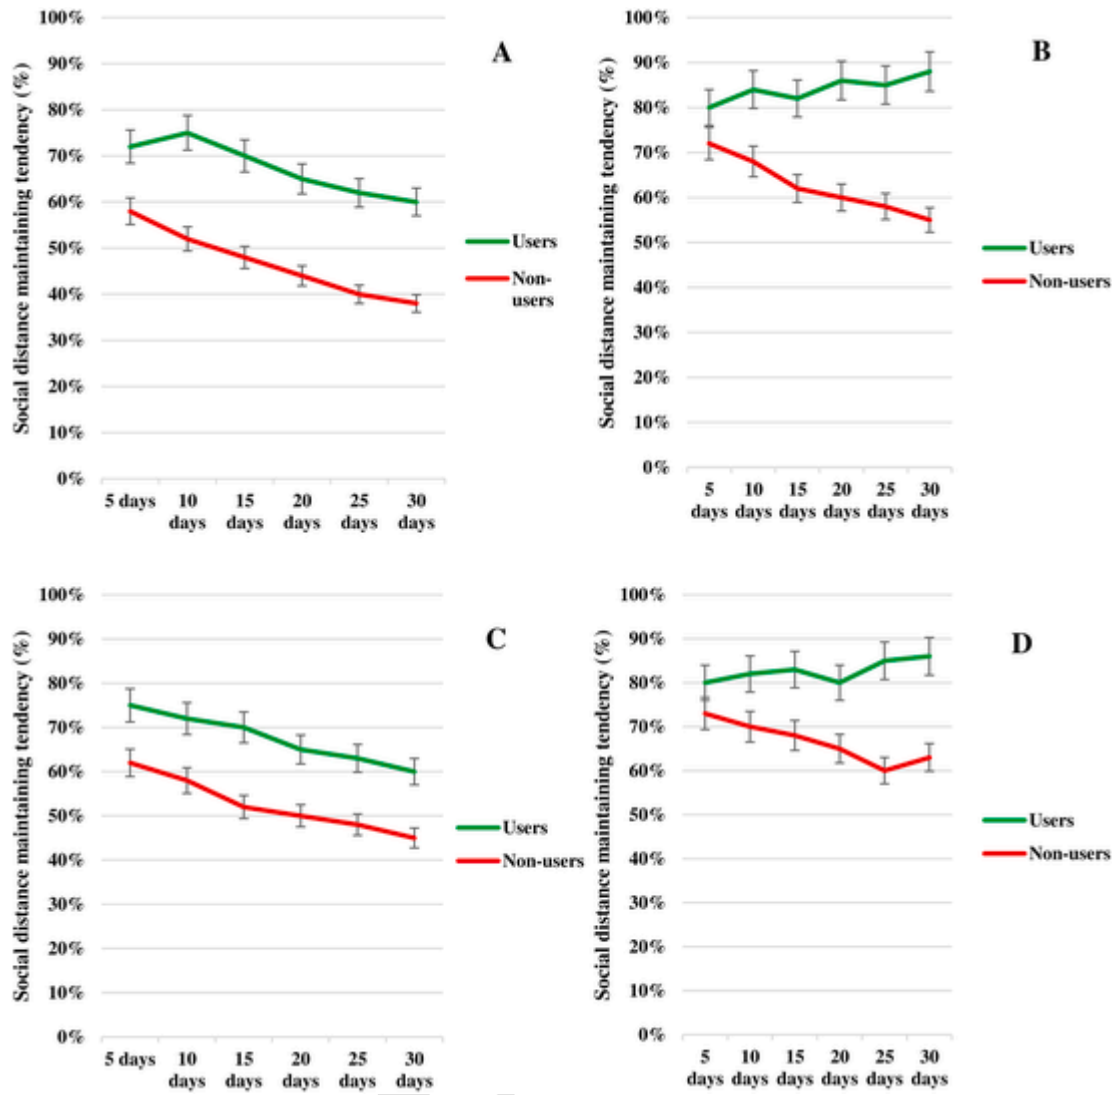 A
Social distance maintaining tendency (%)
100%
90%
80%
70%
60%
50%
40%
30%
20%
10%
0%
5 days
10
days
15
days
20
days
25
days
30
days
Users
Non-
users
B
Social distance maintaining tendency (%)
100%
90%
80%
70%
60%
50%
40%
30%
20%
10%
0%
5
days
10
days
15
days
20
days
25
days
30
days
Users
Non-users
C
Social distance maintaining tendency (%)
100%
90%
80%
70%
60%
50%
40%
30%
20%
10%
0%
5 days
10
days
15
days
20
days
25
days
30
days
Users
Non-users
D
Social distance maintaining tendency (%)
100%
90%
80%
70%
60%
50%
40%
30%
20%
10%
0%
5
days
10
days
15
days
20
days
25
days
30
days
Users
Non-users